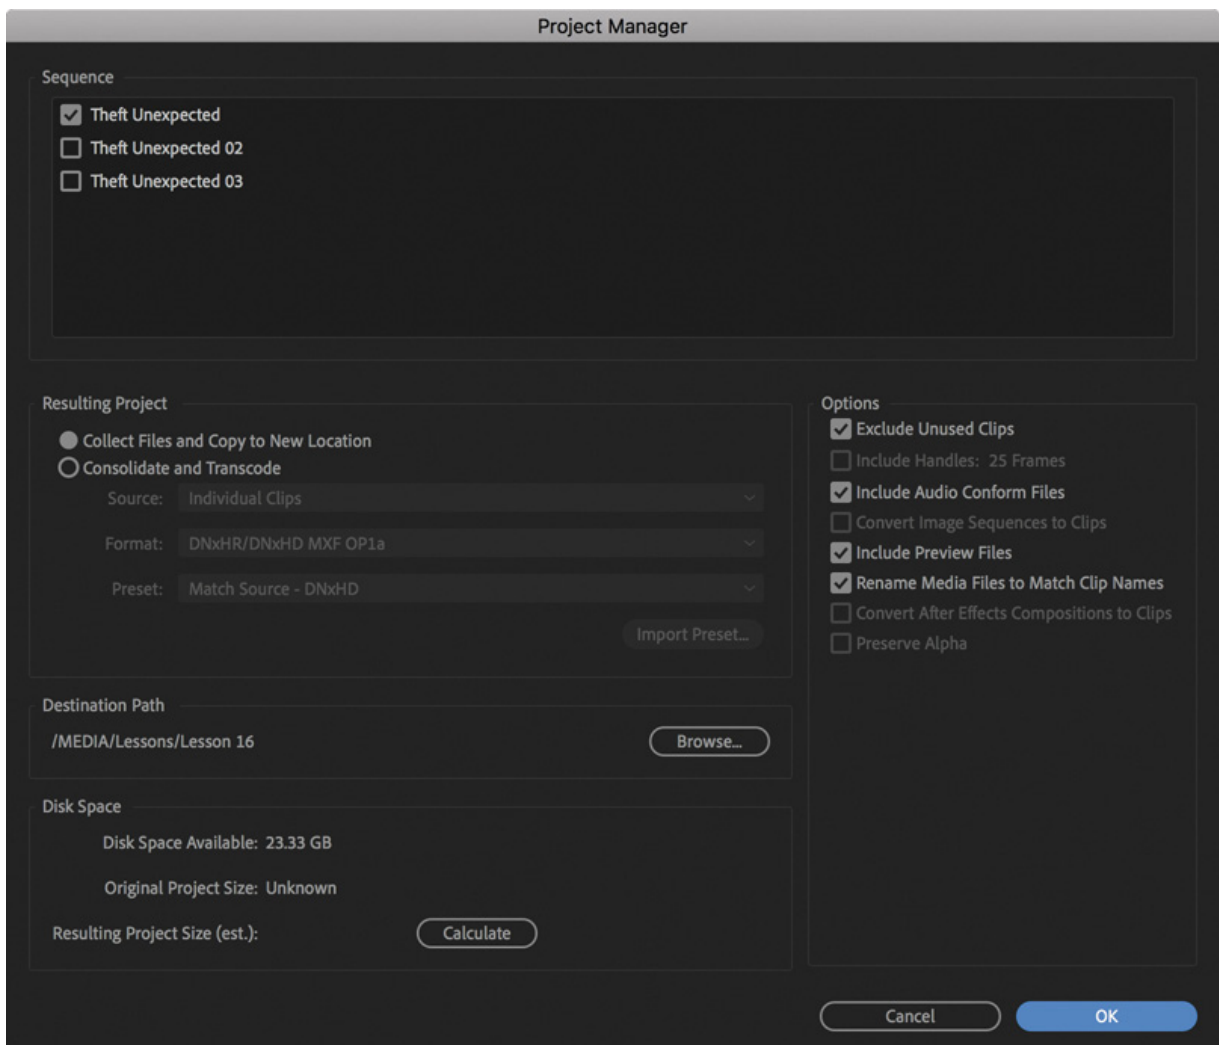 Project Manager
Sequence
Theft Unexpected
Theft Unexpected 02
Theft Unexpected 03
Resulting Project
Collect Files and Copy to New Location
Consolidate and Transcode
Source: Individual Clips
Format: DNxHR/DNxHD MXF OP1a
Preset: Match Source - DNxHD
Import Preset...
Options
Exclude Unused Clips
Include Handles: 25 Frames
Include Audio Conform Files
Convert Image Sequences to Clips
Include Preview Files
Rename Media Files to Match Clip Names
Convert After Effects Compositions to Clips
Preserve Alpha
Destination Path
/MEDIA/Lessons/Lesson 16
Browse...
Disk Space
Disk Space Available: 23.33 GB
Original Project Size: Unknown
Resulting Project Size (est.):
Calculate
Cancel
OK